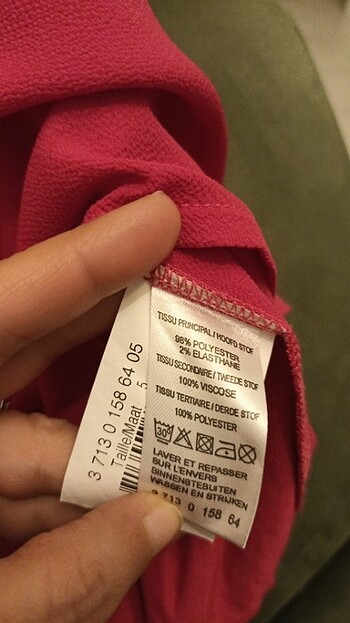 TISSU PRINCIPAL / HOOFD STOF
98% POLYESTER
2% ELASTHANE
TISSU SECONDAIRE / TWEEDE STOF
100% VISCOSE
TISSU TERTIAIRE / DERDE STOF
100% POLYESTER
30°
LAVER ET REPASSER
SUR L'ENVERS
BINNENSTEBUITEN
WASSEN EN STRIJKEN
3 713 0 158 64
3 713 0 158 64 05
Taille/Maat 5